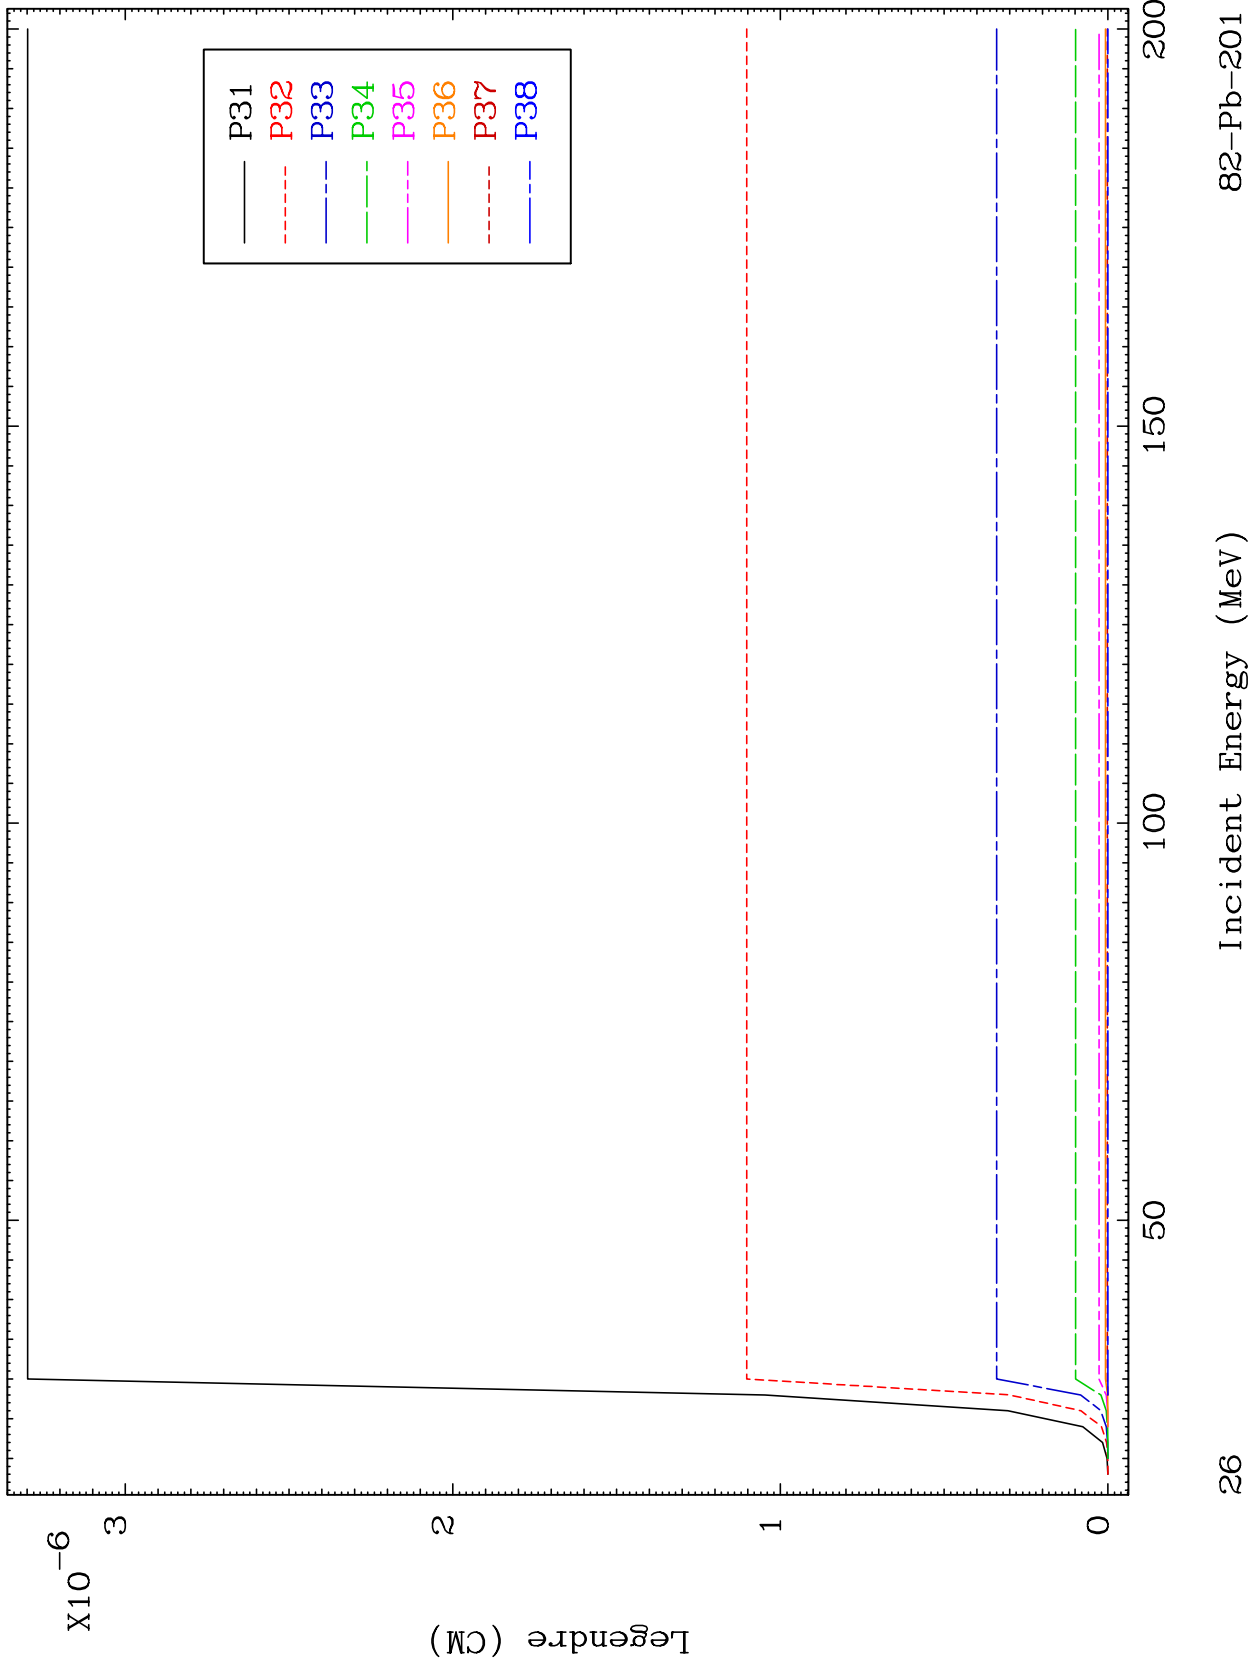 X10⁻⁶
Legendre (CM)
3
2
1
0
P31
P32
P33
P34
P35
P36
P37
P38
50
100
150
200
Incident Energy (MeV)
26
82-Pb-201